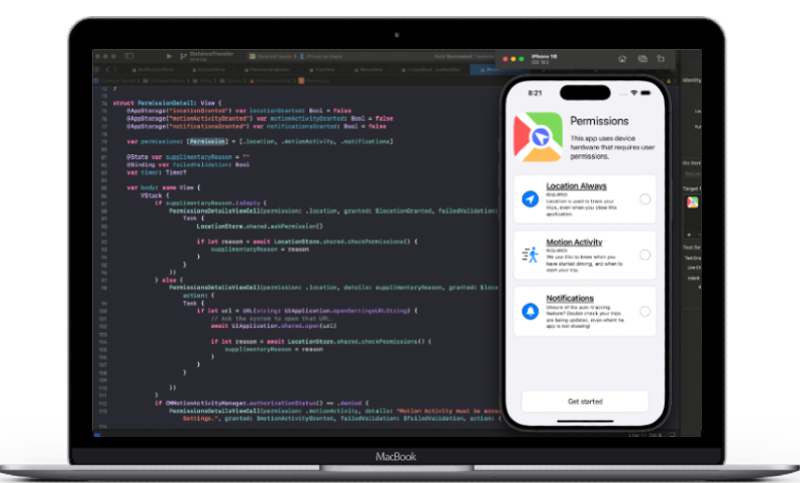 DistanceTraveler
struct PermissionDetail: View {
@AppStorage("locationGranted") var locationGranted: Bool = false
@AppStorage("motionActivityGranted") var motionActivityGranted: Bool = false
@AppStorage("notificationsGranted") var notificationsGranted: Bool = false
var permissions: [Permission] = [.location, .motionActivity, .notifications]
@State var supplimentaryReason = ""
@Binding var failedValidation: Bool
var timer: Timer?
var body: some View {
VStack {
if supplimentaryReason.isEmpty {
PermissionsDetailsViewCell(permission: .location, granted: $locationGranted, failedValidation:
Task {
LocationStore.shared.askPermission()
if let reason = await LocationStore.shared.checkPermissions() {
supplimentaryReason = reason
}
}
})
} else {
PermissionsDetailsViewCell(permission: .location, details: supplimentaryReason, granted: $loca
action: {
Task {
if let url = URL(string: UIApplication.openSettingsURLString) {
// Ask the system to open that URL.
await UIApplication.shared.open(url)
if let reason = await LocationStore.shared.checkPermissions() {
supplimentaryReason = reason
}
}
}
})
}
if CMMotionActivityManager.authorizationStatus() == .denied {
PermissionsDetailsViewCell(permission: .motionActivity, details: "Motion Activity must be
Settings.", granted: $motionActivityGranted, failedValidation: $failedValidation, action: {
iPhone
8:21
Permissions
This app uses device
hardware that requires user
permissions.
Location Always
REQUIRED
Location is used to track your
trips, even when you close this
application.
Motion Activity
REQUIRED
We use this to know when you
have started driving, and when to
start your trip.
Notifications
Unsure of the auto tracking
feature? Double check your trips
are being updated, even when the
app is not showing!
Get started
Identity
MacBook